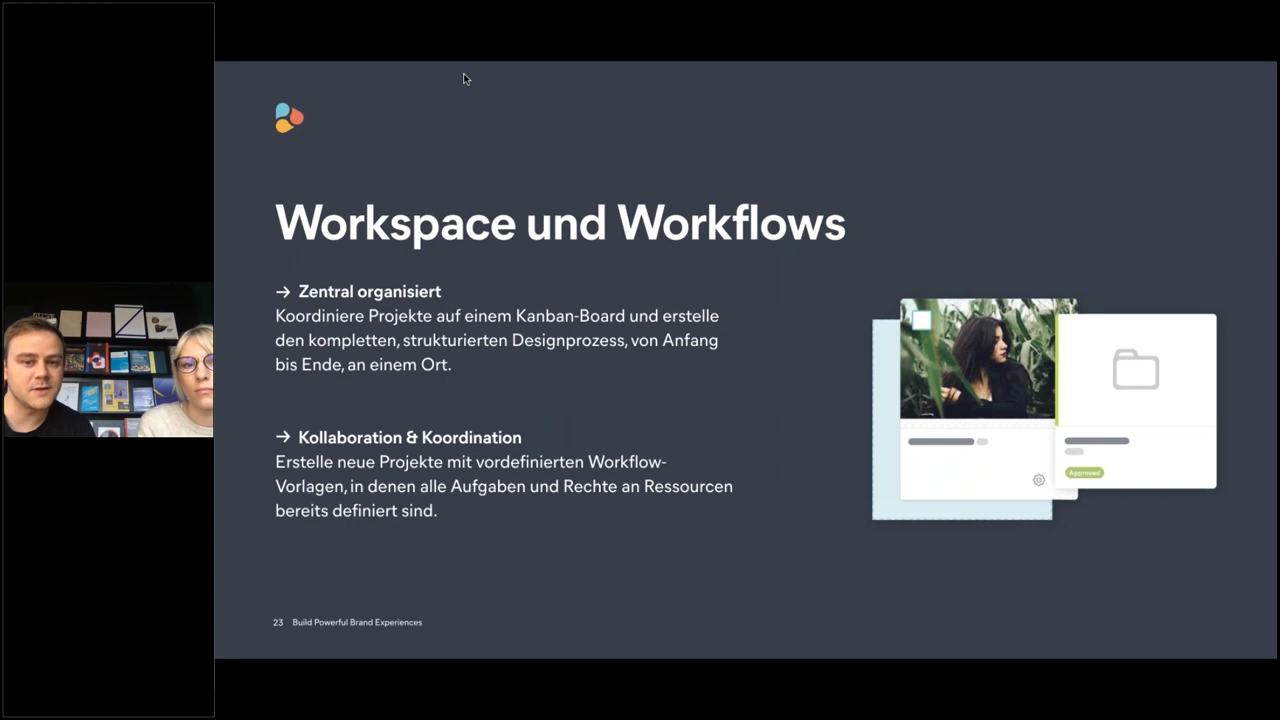 Workspace und Workflows
→ Zentral organisiert
Koordiniere Projekte auf einem Kanban-Board und erstelle
den kompletten, strukturierten Designprozess, von Anfang
bis Ende, an einem Ort.
→ Kollaboration & Koordination
Erstelle neue Projekte mit vordefinierten Workflow-
Vorlagen, in denen alle Aufgaben und Rechte an Ressourcen
bereits definiert sind.
Approved
23 Build Powerful Brand Experiences